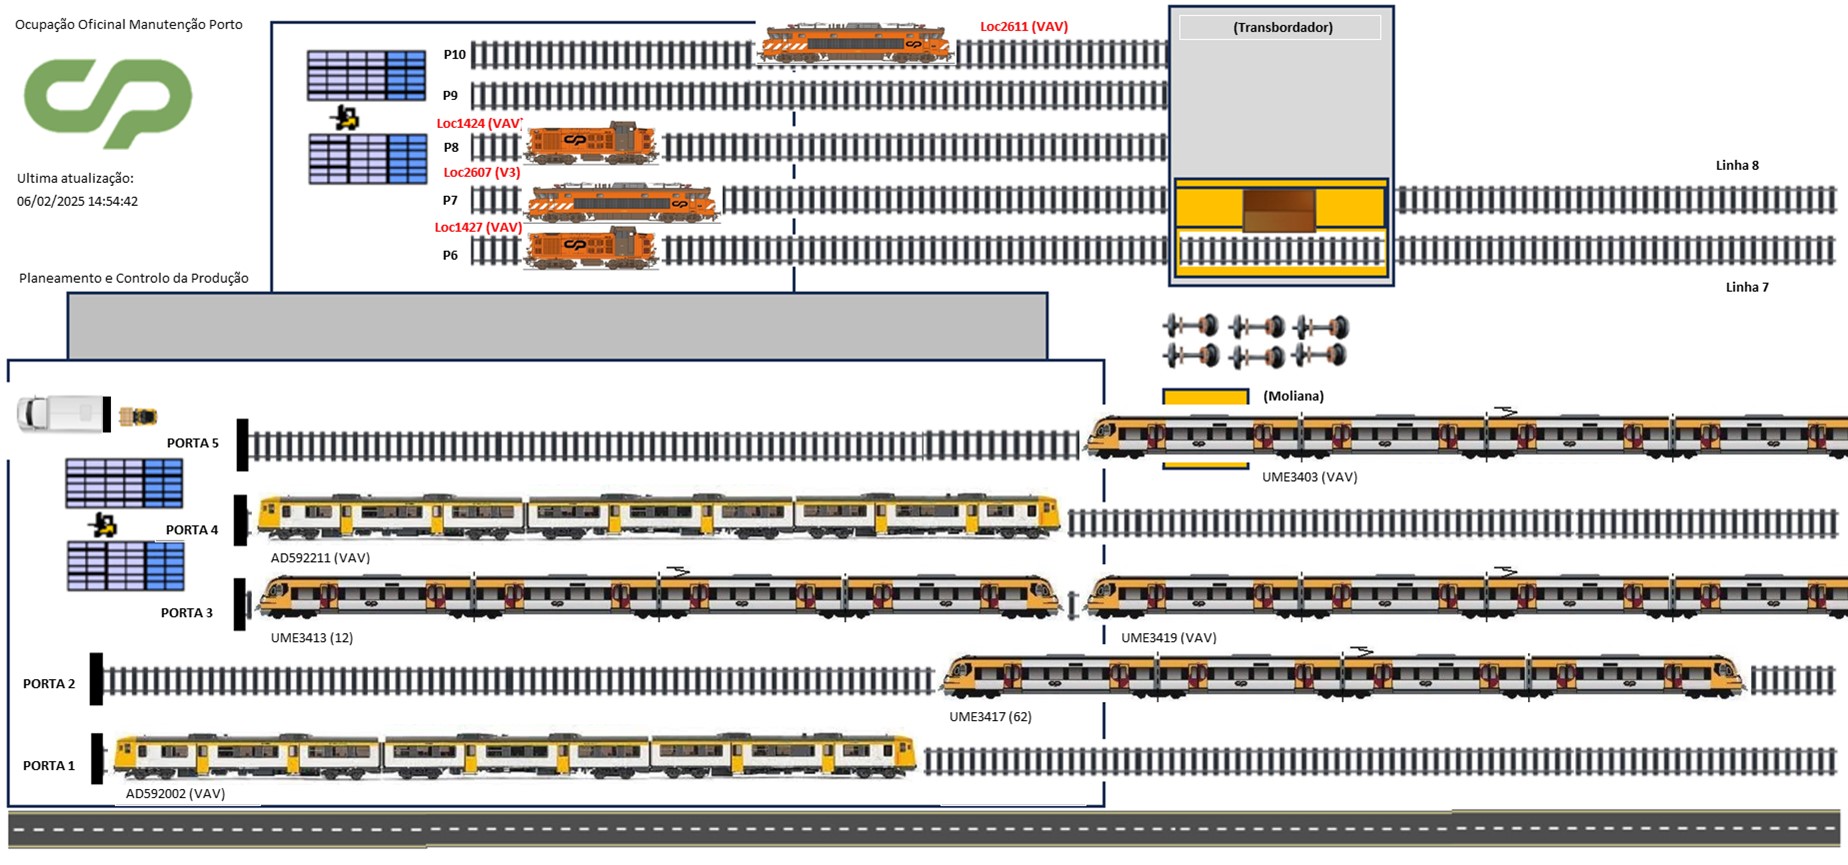 Ocupação Oficinal Manutenção Porto
CP
Ultima atualização:
06/02/2025 14:54:42
Planeamento e Controlo da Produção
Loc2611 (VAV)
(Transbordador)
P10
P9
Loc1424 (VAV)
P8
Loc2607 (V3)
P7
Loc1427 (VAV)
P6
Linha 8
Linha 7
(Moliana)
PORTA 5
UME3403 (VAV)
PORTA 4
AD592211 (VAV)
PORTA 3
UME3413 (12)
UME3419 (VAV)
PORTA 2
UME3417 (62)
PORTA 1
AD592002 (VAV)